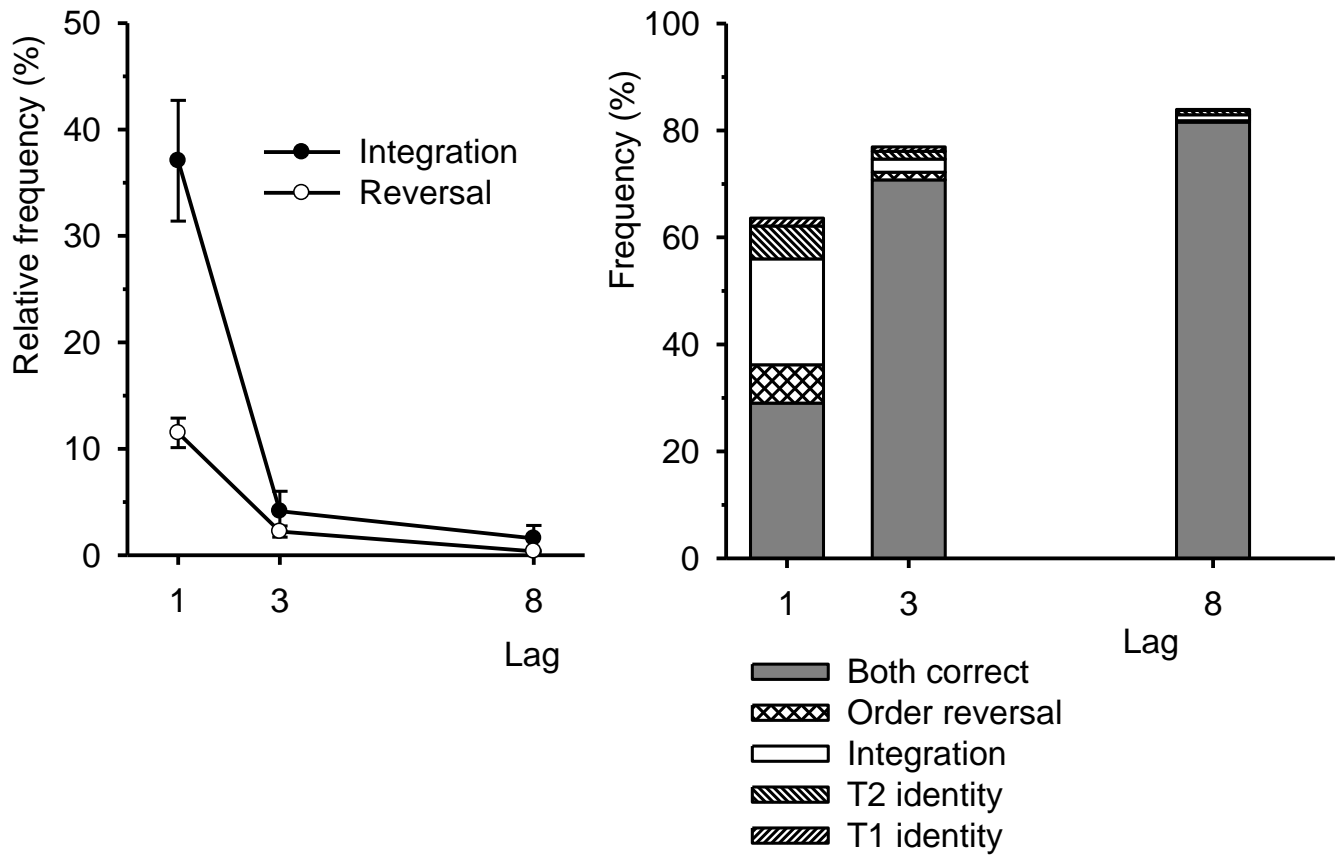 Relative frequency (%)
50
40
30
20
10
0
1
3
8
Lag
Integration
Reversal
Frequency (%)
100
80
60
40
20
0
1
3
8
Lag
Both correct
Order reversal
Integration
T2 identity
T1 identity